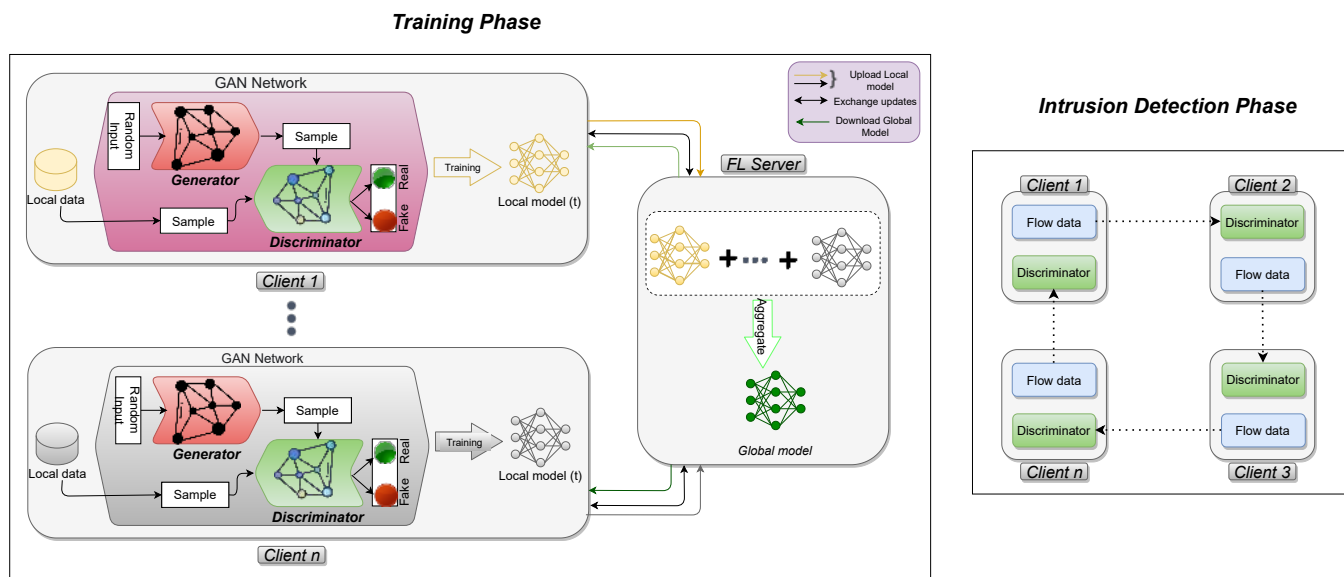 Training Phase
GAN Network
Random
Input
Generator
Sample
Local data
Sample
Discriminator
Real
Fake
Training
Local model (t)
Client 1
GAN Network
Random
Input
Generator
Sample
Local data
Sample
Discriminator
Real
Fake
Training
Local model (t)
Client n
}
Upload Local
model
Exchange updates
Download Global
Model
FL Server
+ ... +
Aggregate
Global model
Intrusion Detection Phase
Client 1
Flow data
Discriminator
Client 2
Discriminator
Flow data
Flow data
Discriminator
Client n
Discriminator
Flow data
Client 3